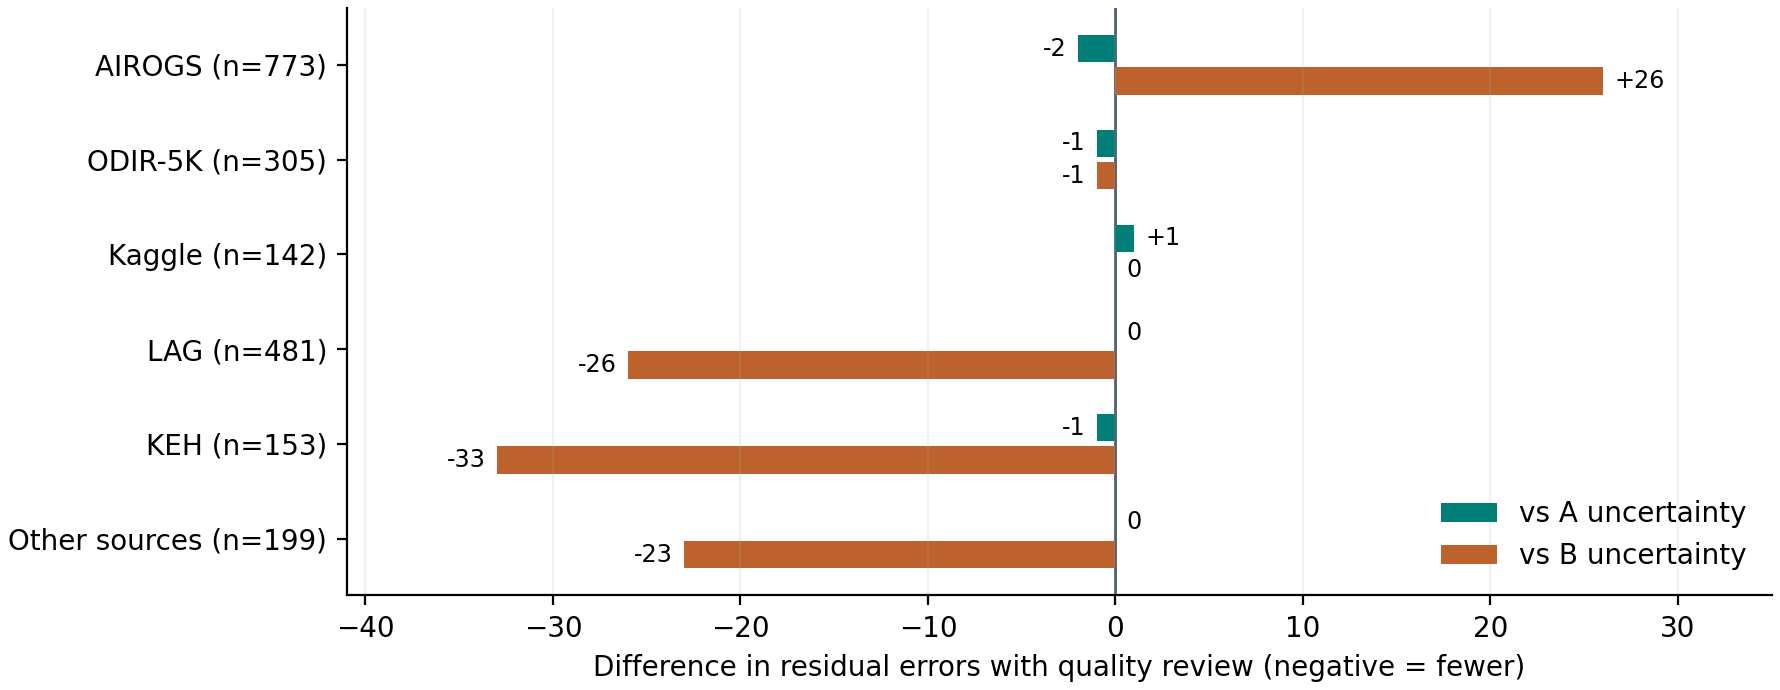 AIROGS (n=773)
-2
+26
ODIR-5K (n=305)
-1
-1
Kaggle (n=142)
+1
0
LAG (n=481)
0
-26
KEH (n=153)
-1
-33
Other sources (n=199)
0
-23
vs A uncertainty
vs B uncertainty
−40 −30 −20 −10 0 10 20 30
Difference in residual errors with quality review (negative = fewer)